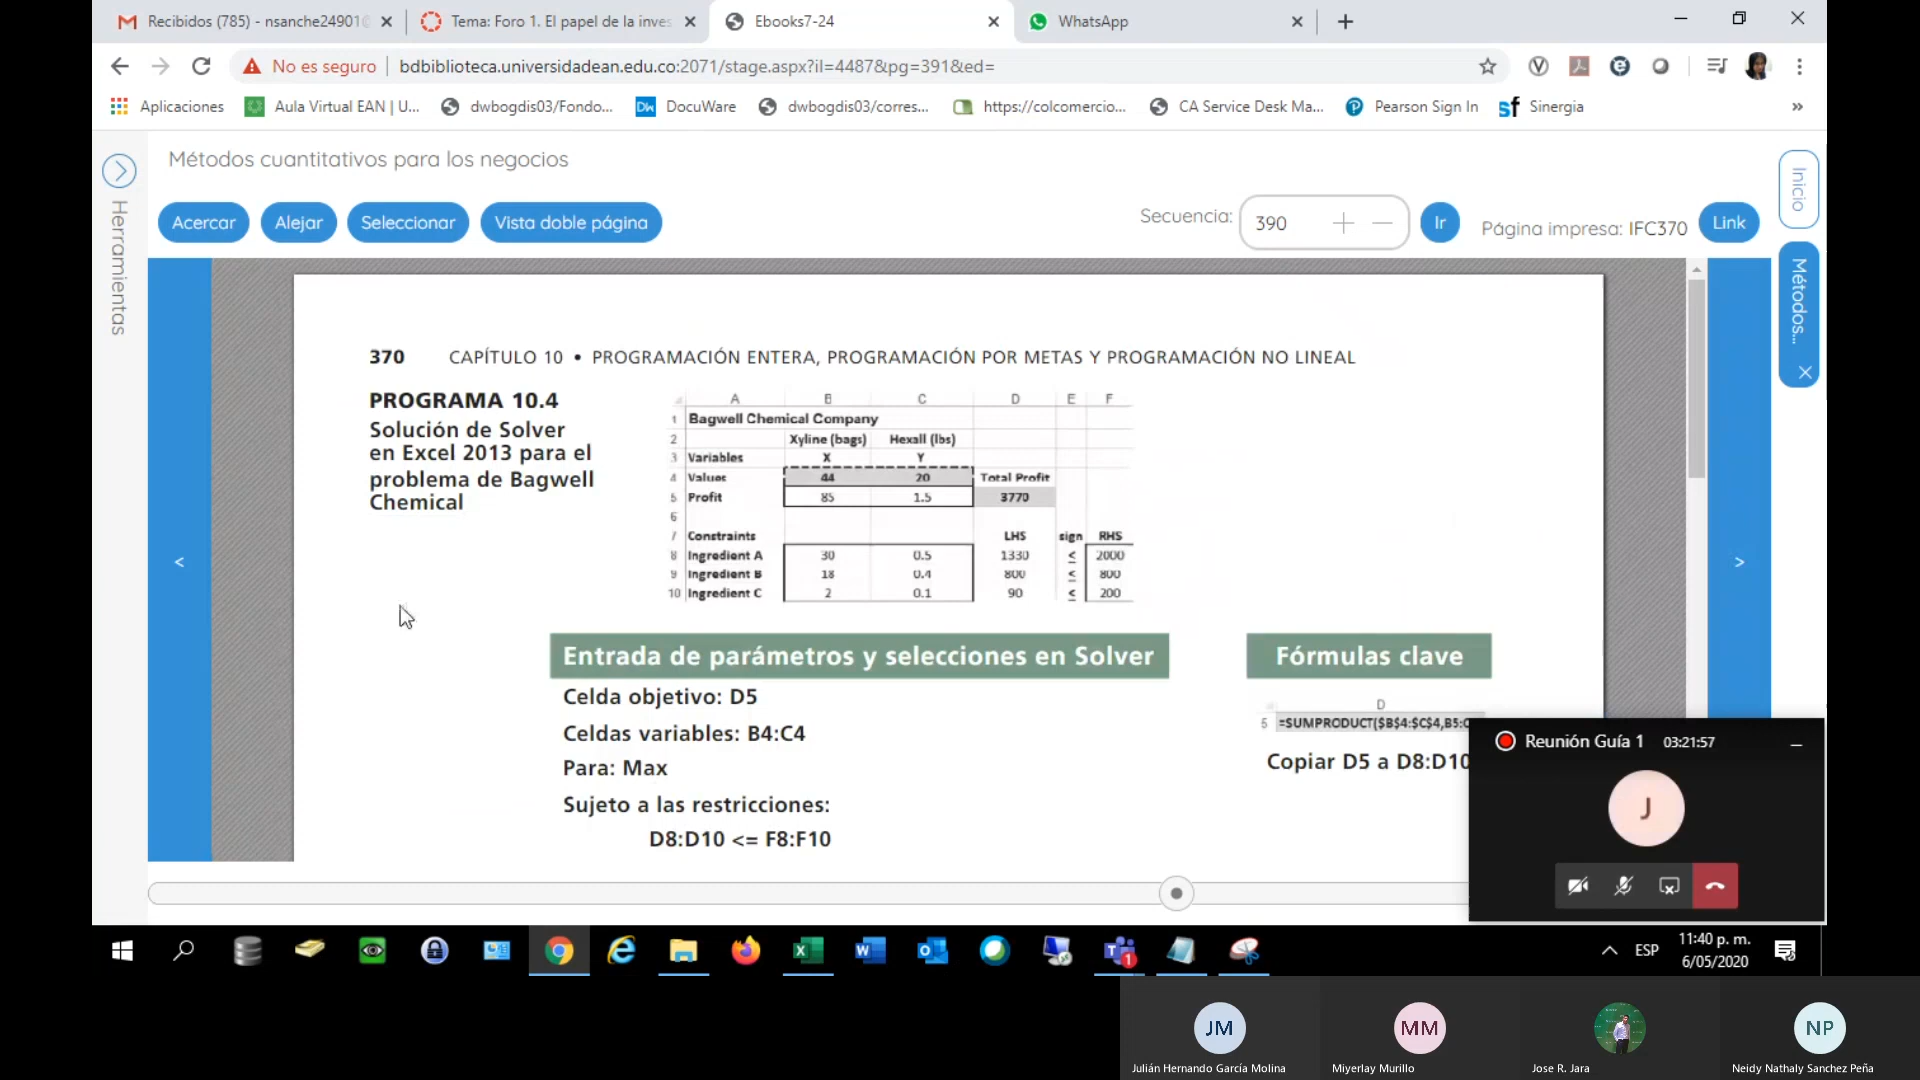 Recibidos (785) - nsanche24901@
Tema: Foro 1. El papel de la inves
Ebooks7-24
WhatsApp
No es seguro
bdbiblioteca.universidadean.edu.co:2071/stage.aspx?il=4487&pg=391&ed=
Aplicaciones
Aula Virtual EAN | U...
dwbogdis03/Fondo...
DocuWare
dwbogdis03/corres...
https://colcomercio...
CA Service Desk Ma...
Pearson Sign In
Sinergia
»
Herramientas
Métodos cuantitativos para los negocios
Inicio
Métodos...
Acercar
Alejar
Seleccionar
Vista doble página
Secuencia:
390
Ir
Página impresa: IFC370
Link
370 CAPÍTULO 10 • PROGRAMACIÓN ENTERA, PROGRAMACIÓN POR METAS Y PROGRAMACIÓN NO LINEAL
PROGRAMA 10.4
Solución de Solver
en Excel 2013 para el
problema de Bagwell
Chemical
A B C D E F
1 Bagwell Chemical Company
2 Xyline (bags) Hexall (lbs)
3 Variables X Y
4 Values 44 20 Total Profit
5 Profit 85 1.5 3770
6
7 Constraints LHS sign RHS
8 Ingredient A 30 0.5 1330 ≤ 2000
9 Ingredient B 18 0.4 800 ≤ 800
10 Ingredient C 2 0.1 90 ≤ 200
<
>
Entrada de parámetros y selecciones en Solver
Celda objetivo: D5
Celdas variables: B4:C4
Para: Max
Sujeto a las restricciones:
D8:D10 <= F8:F10
Fórmulas clave
D
5 =SUMPRODUCT($B$4:$C$4,B5:C
Copiar D5 a D8:D10
Reunión Guía 1 03:21:57
J
ESP
11:40 p. m.
6/05/2020
1
JM
MM
NP
Julián Hernando García Molina
Miyerlay Murillo
Jose R. Jara
Neidy Nathaly Sanchez Peña